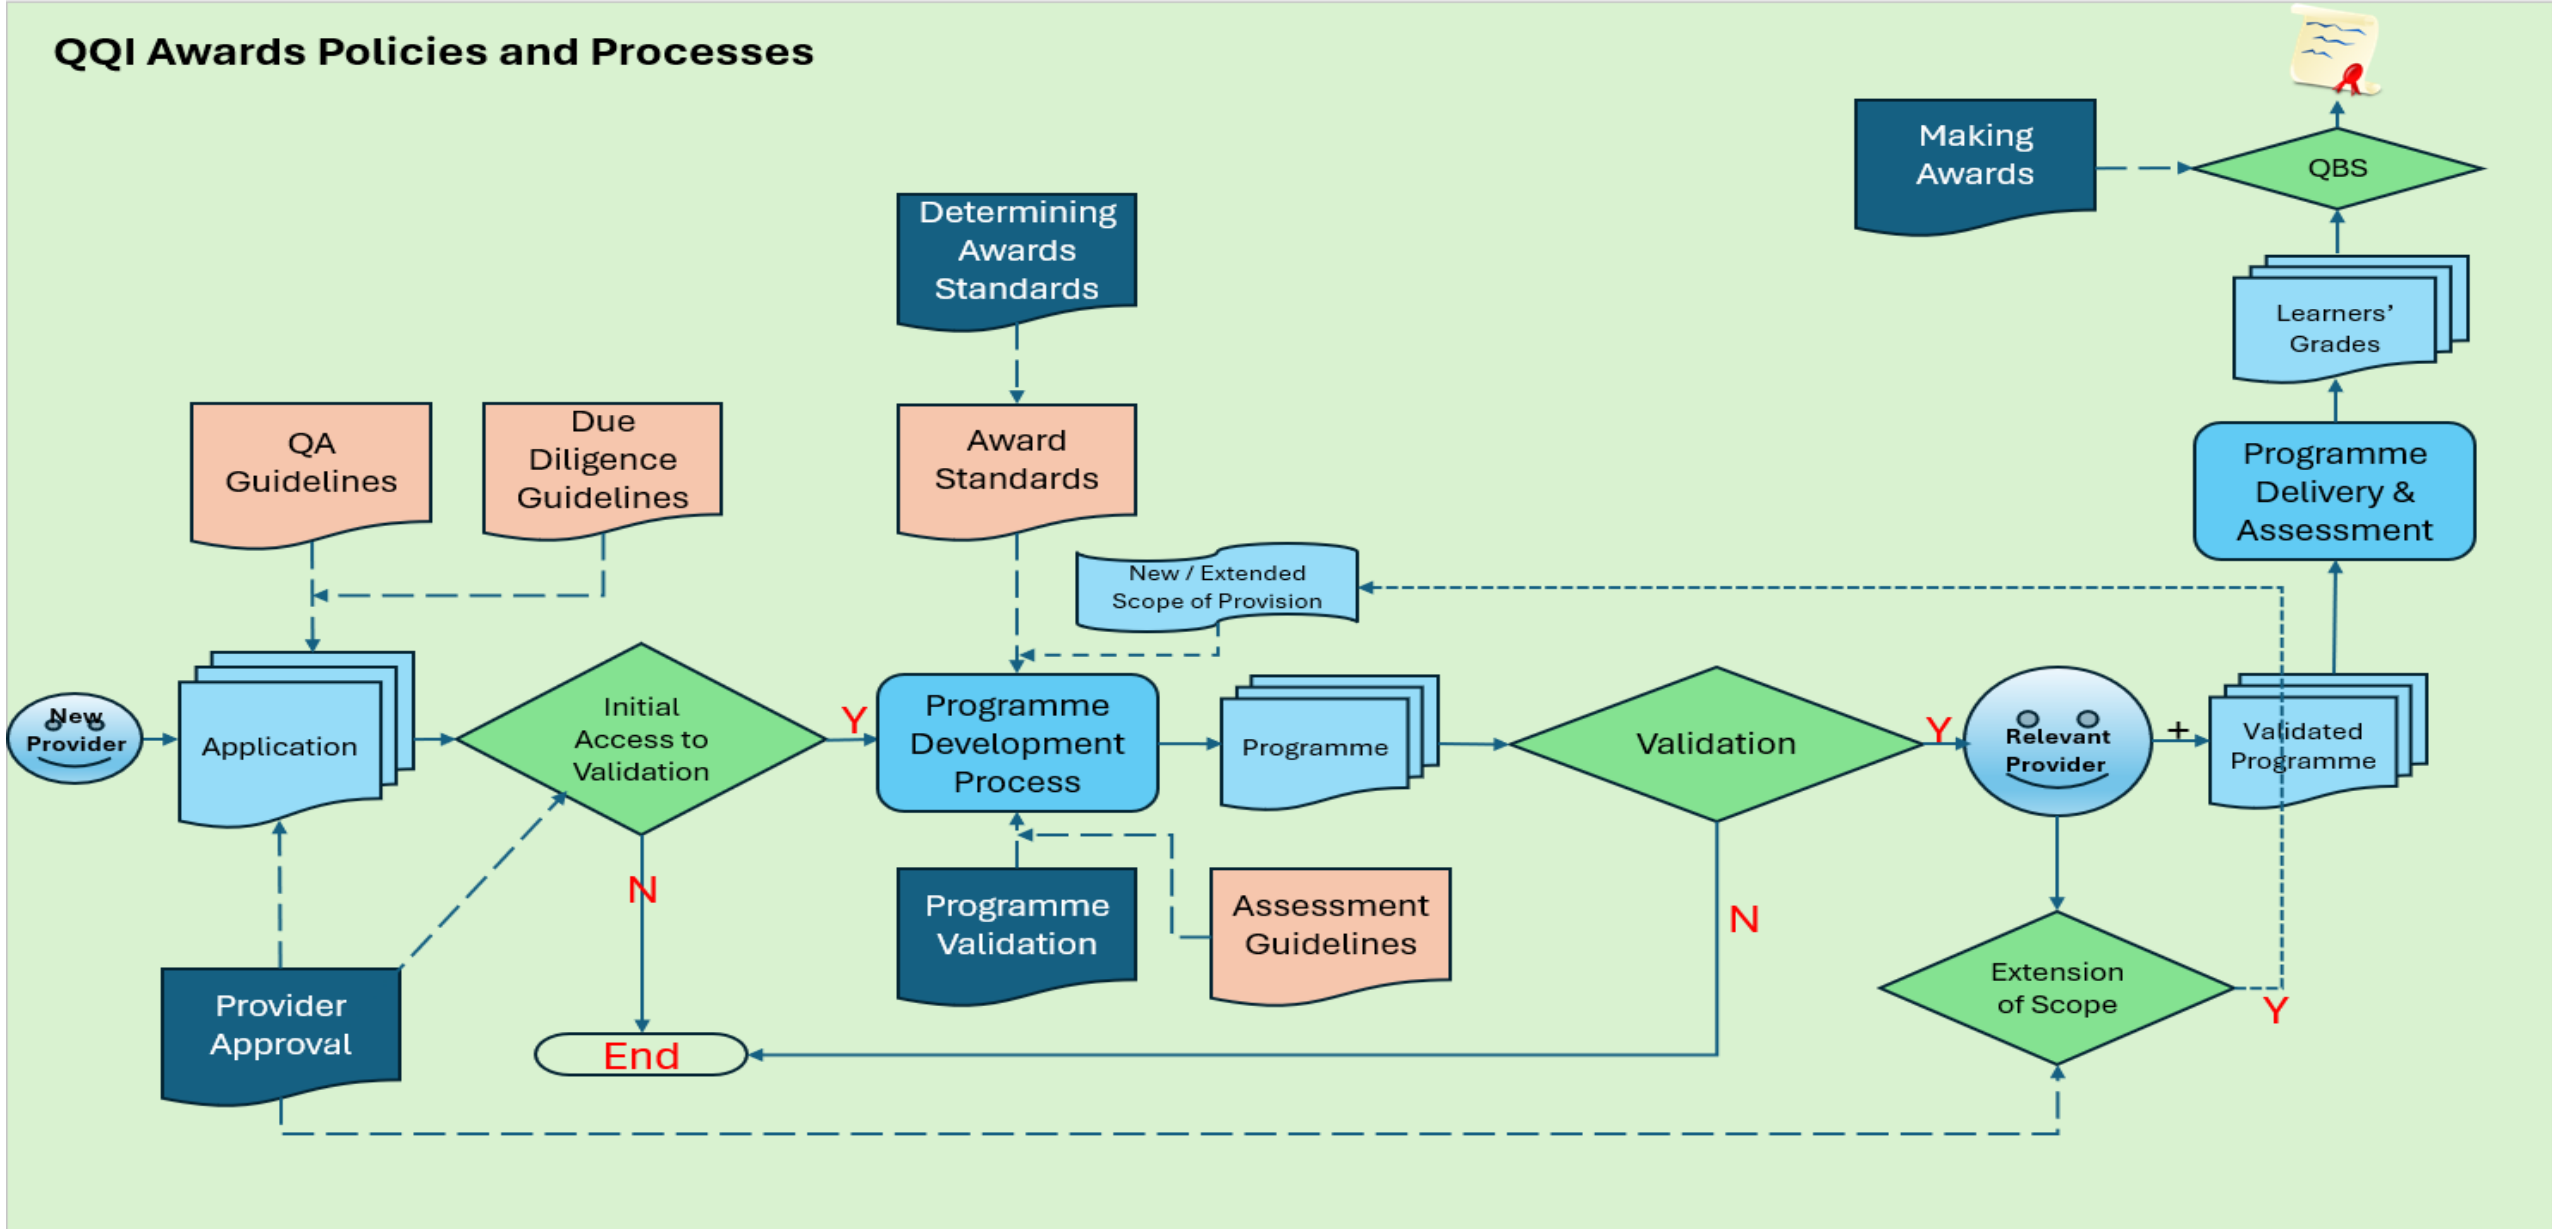 QQI Awards Policies and Processes
Making
Awards
QBS
Determining
Awards
Standards
Learners’
Grades
QA
Guidelines
Due
Diligence
Guidelines
Award
Standards
Programme
Delivery &
Assessment
New / Extended
Scope of Provision
New
Provider
Application
Initial
Access to
Validation
Y
Programme
Development
Process
Programme
Validation
Y
Relevant
Provider
+
Validated
Programme
N
Programme
Validation
Assessment
Guidelines
N
Extension
of Scope
Y
Provider
Approval
End